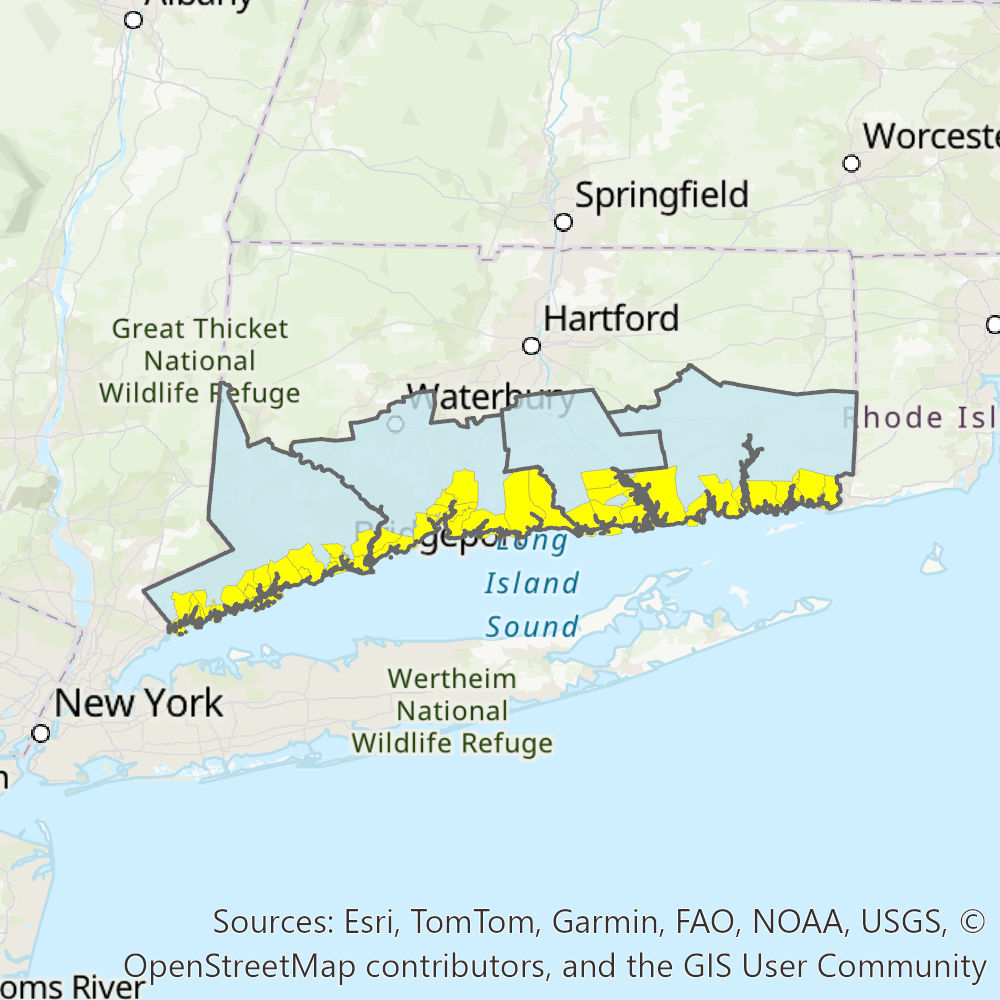 Albany
Worceste
Springfield
Hartford
Great Thicket
National
Wildlife Refuge
Waterbury
Rhode Isl
Bridgeport
Long
Island
Sound
Wertheim
National
Wildlife Refuge
New York
n
Sources: Esri, TomTom, Garmin, FAO, NOAA, USGS, ©
OpenStreetMap contributors, and the GIS User Community
oms River